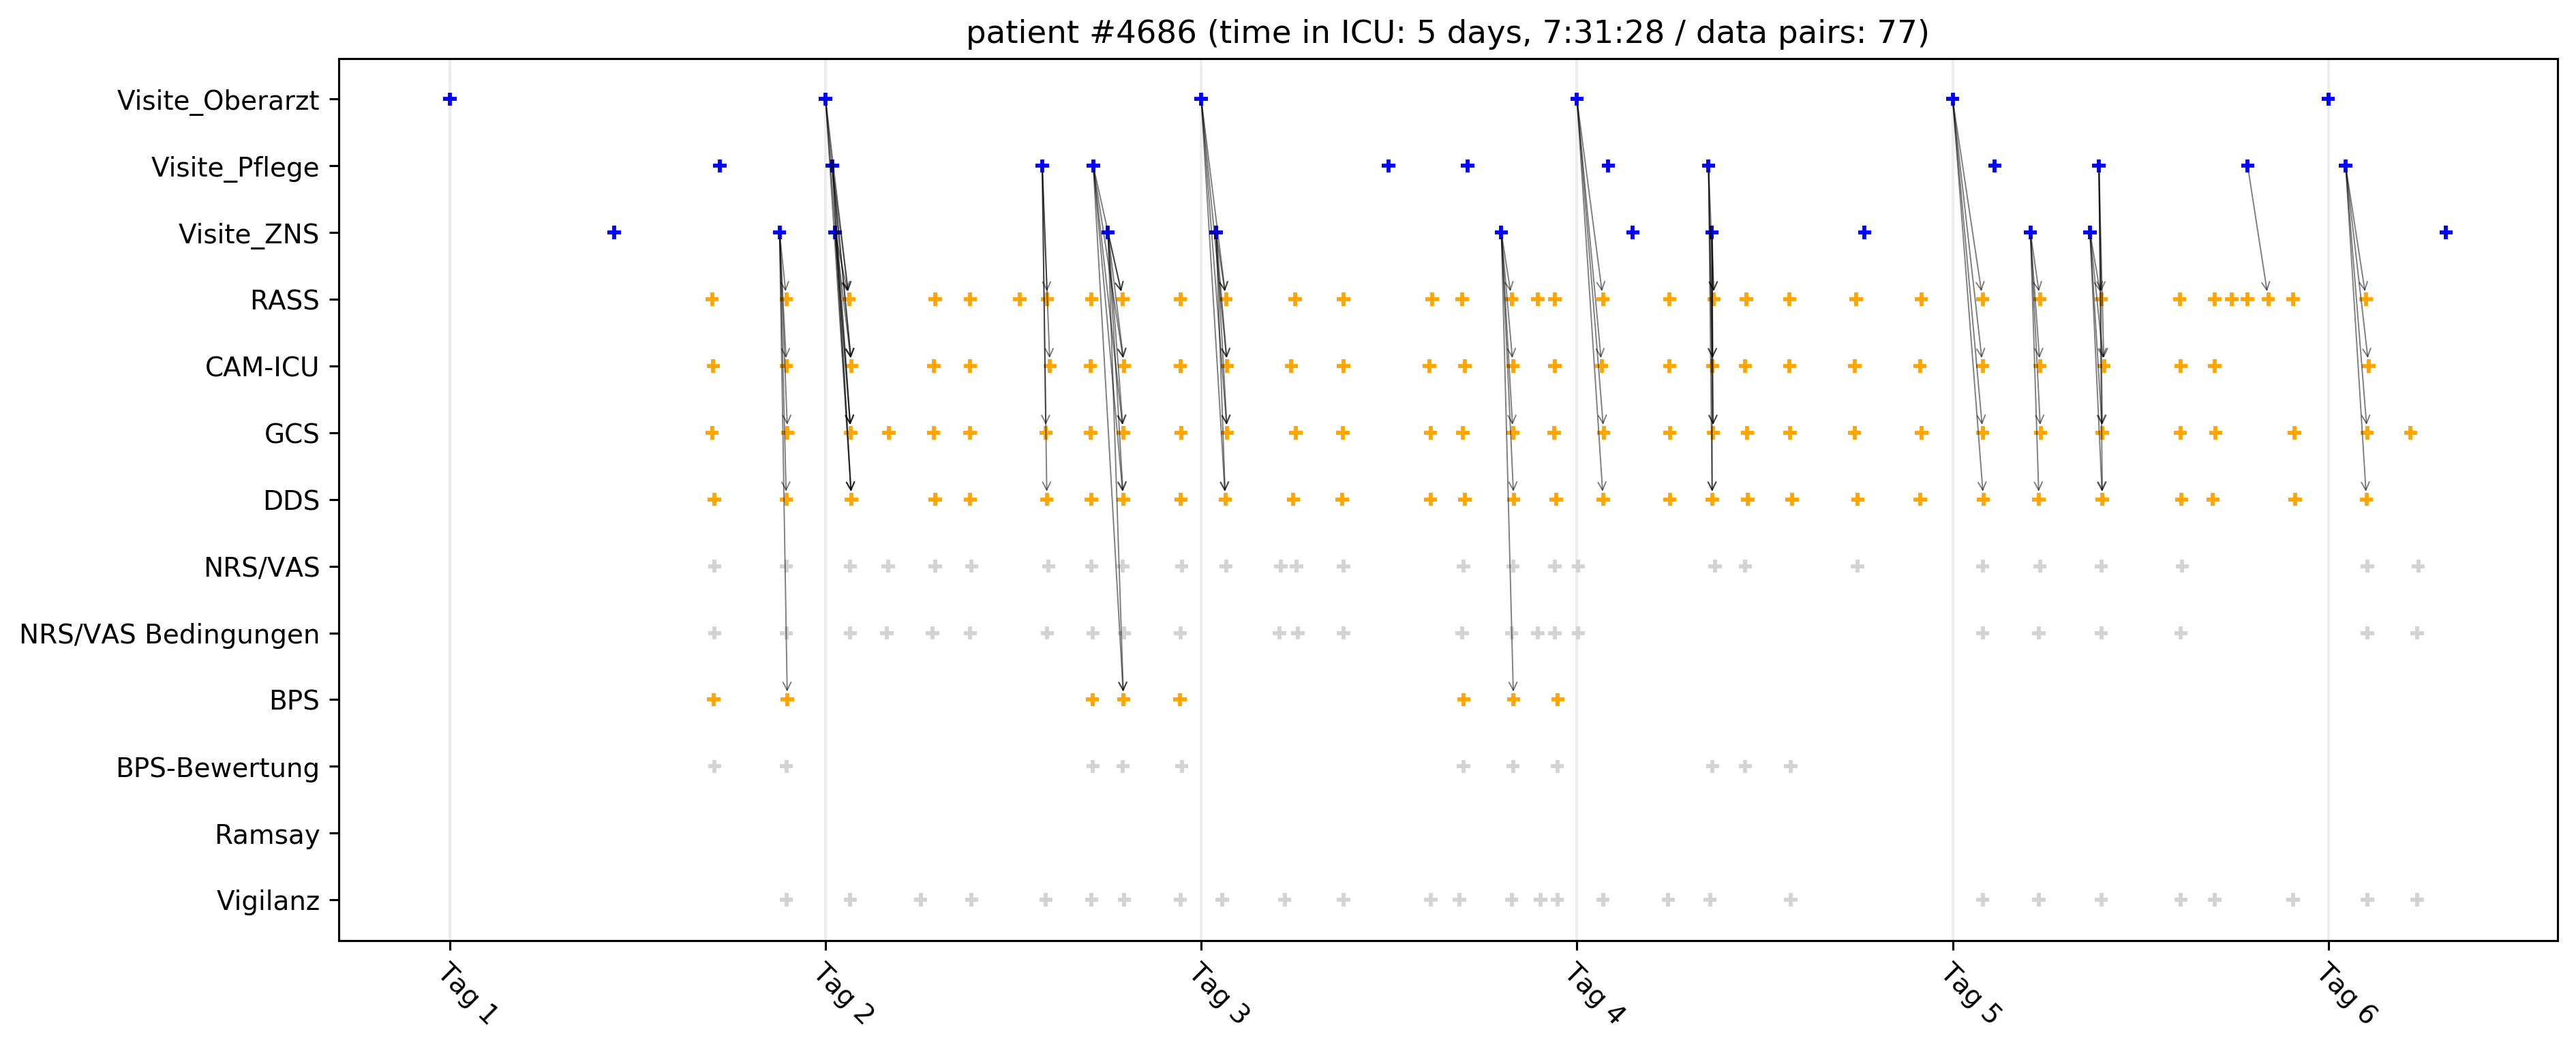 patient #4686 (time in ICU: 5 days, 7:31:28 / data pairs: 77)
Visite_Oberarzt
Visite_Pflege
Visite_ZNS
RASS
CAM-ICU
GCS
DDS
NRS/VAS
NRS/VAS Bedingungen
BPS
BPS-Bewertung
Ramsay
Vigilanz
Tag 1
Tag 2
Tag 3
Tag 4
Tag 5
Tag 6